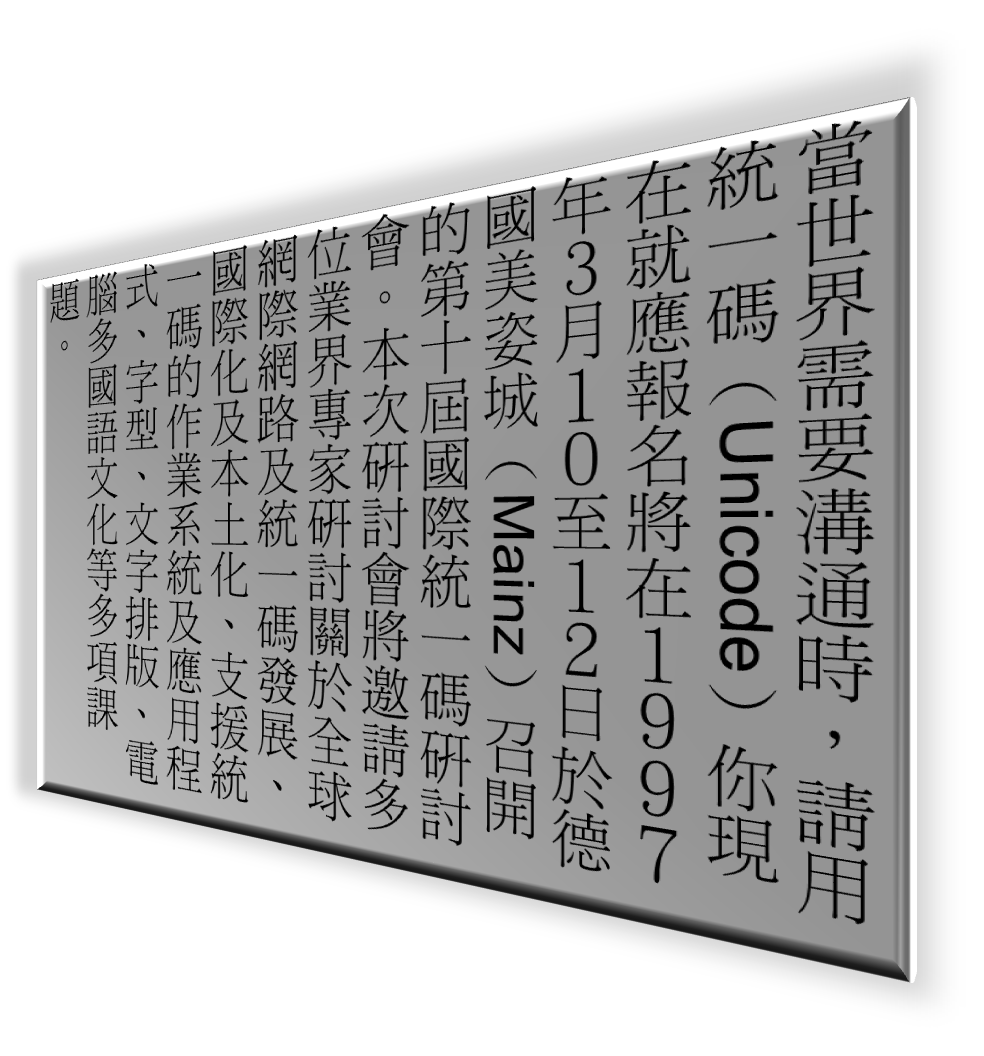 當世界需要溝通時，請用
統一碼（Unicode）你現
在就應報名將在1997
年3月10至12日於德
國美姿城（Mainz）召開
的第十屆國際統一碼研討
會。本次研討會將邀請多
位業界專家研討關於全球
網際網路及統一碼發展、
國際化及本土化、支援統
一碼的作業系統及應用程
式、字型、文字排版、電
腦多國語文化等多項課
題。